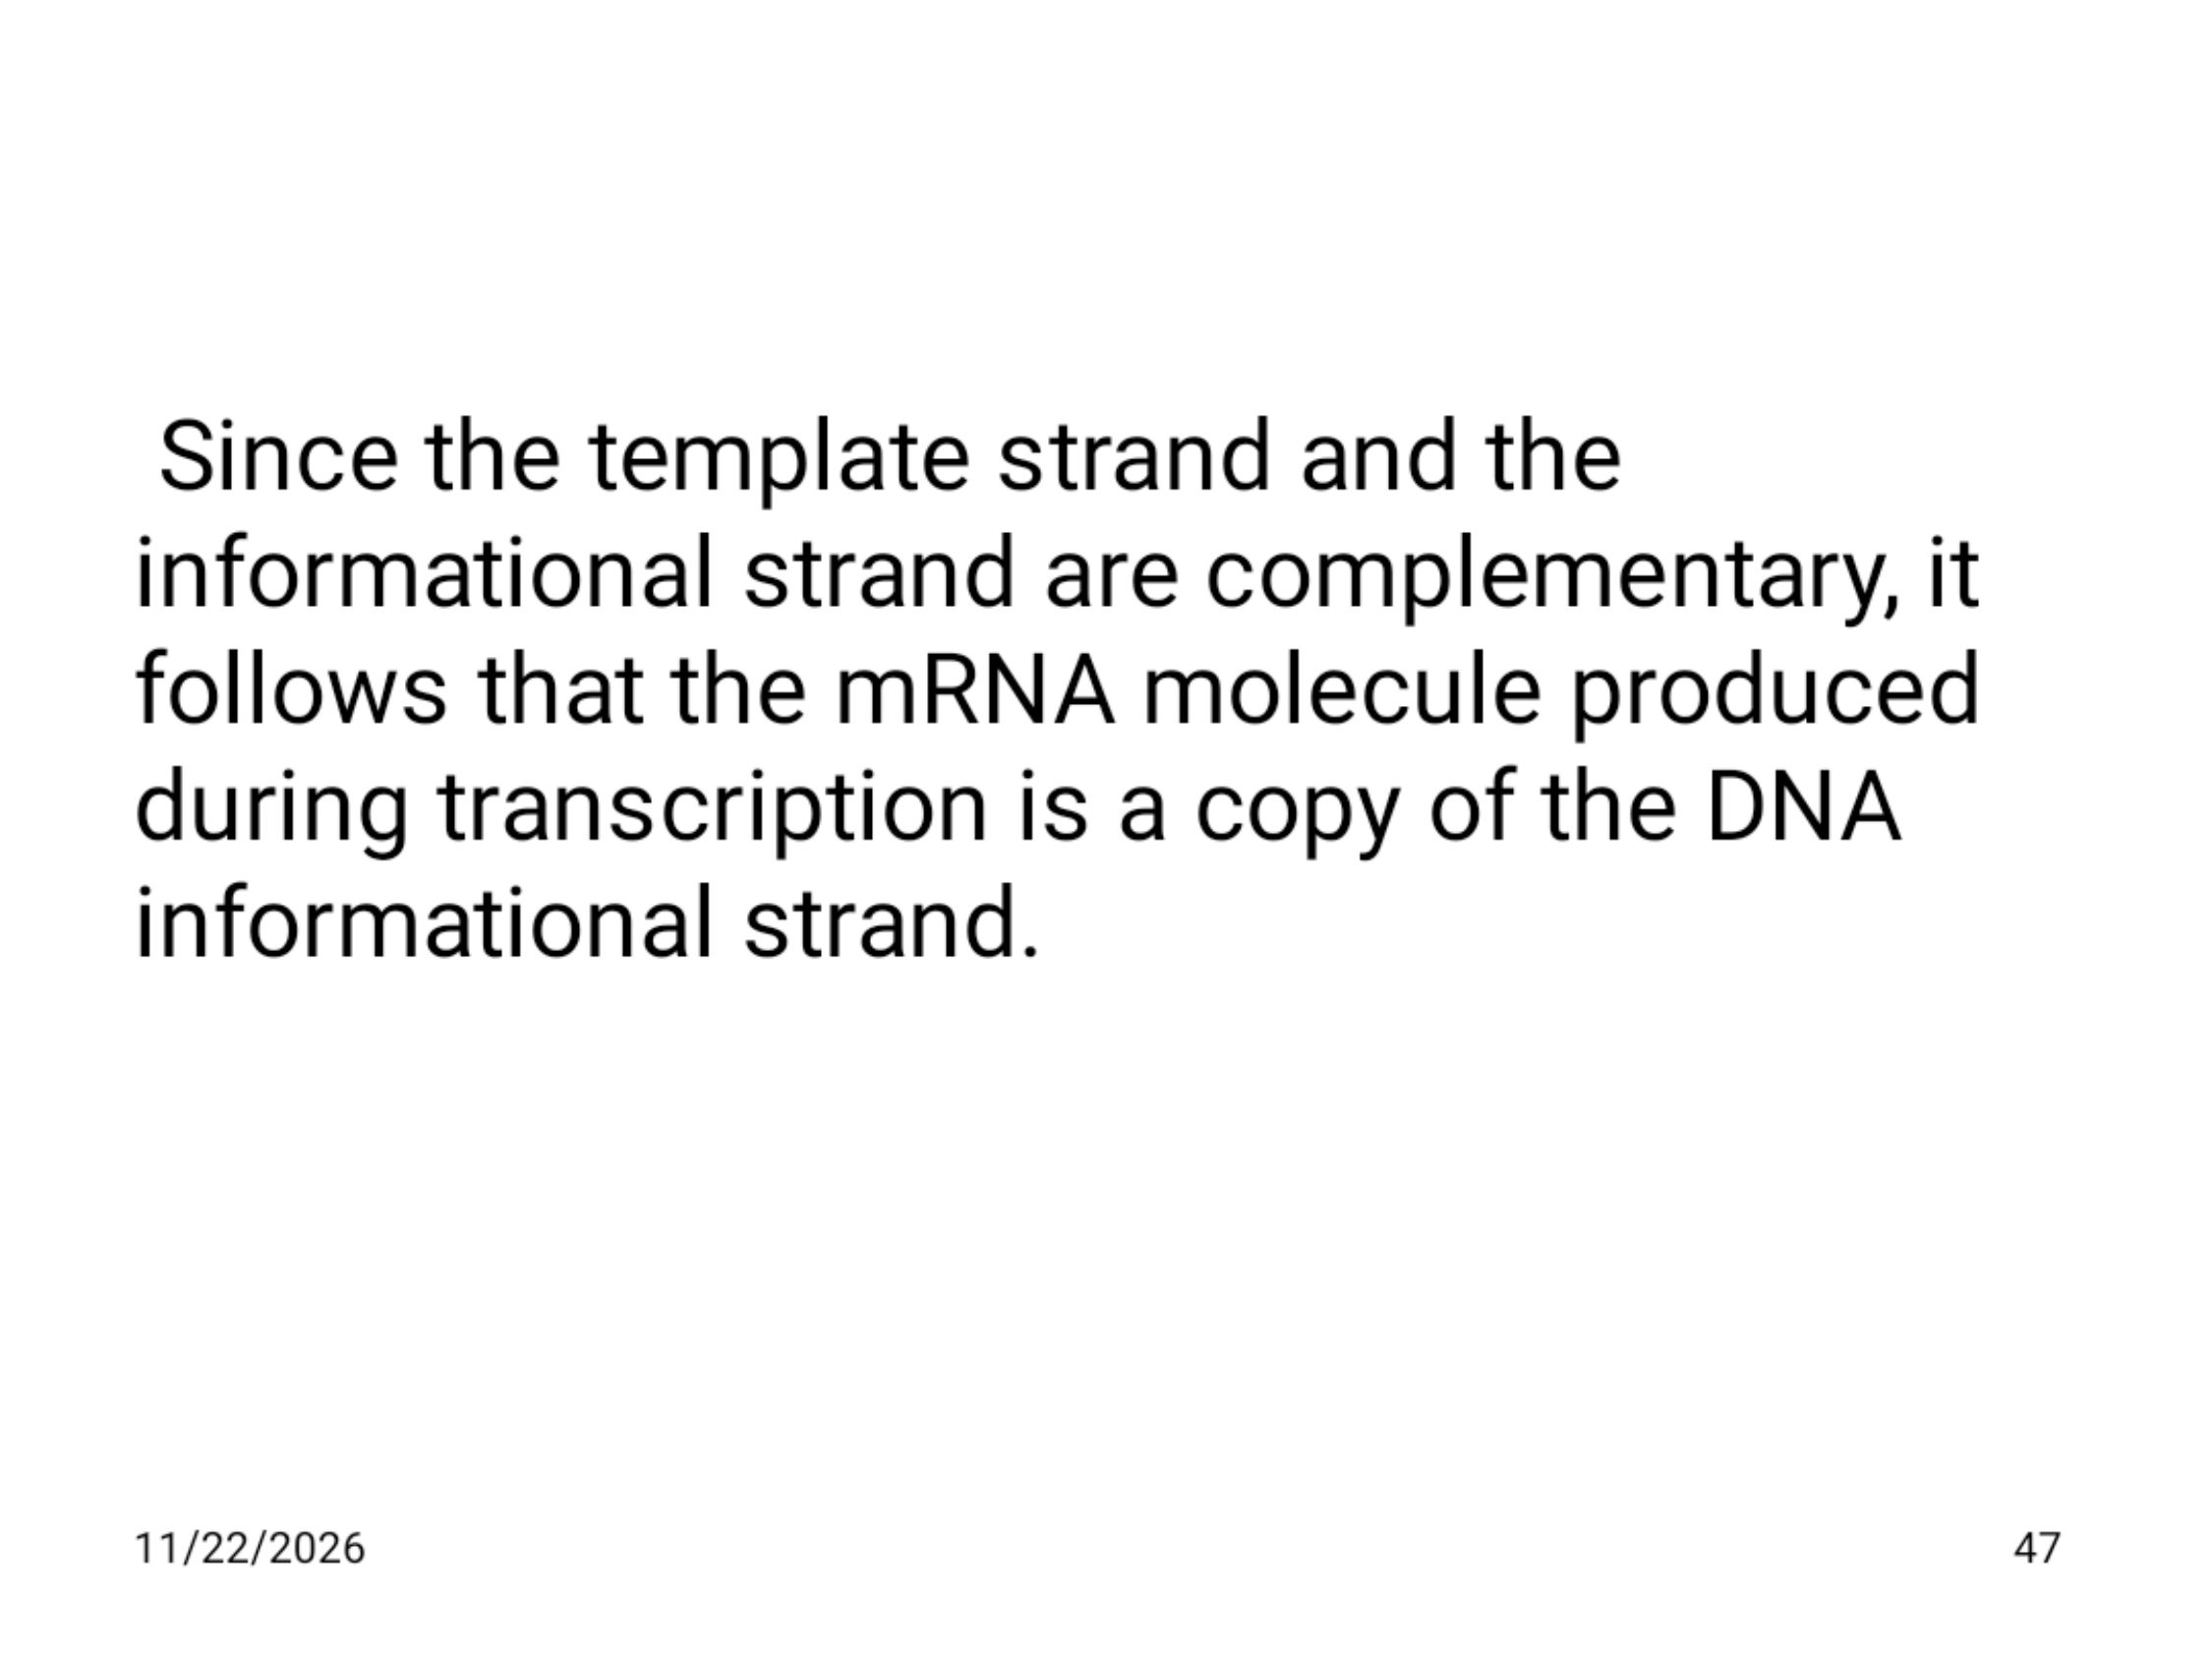 Since the template strand and the
informational strand are complementary, it
follows that the mRNA molecule produced
during transcription is a copy of the DNA
informational strand.
11/22/2026
47